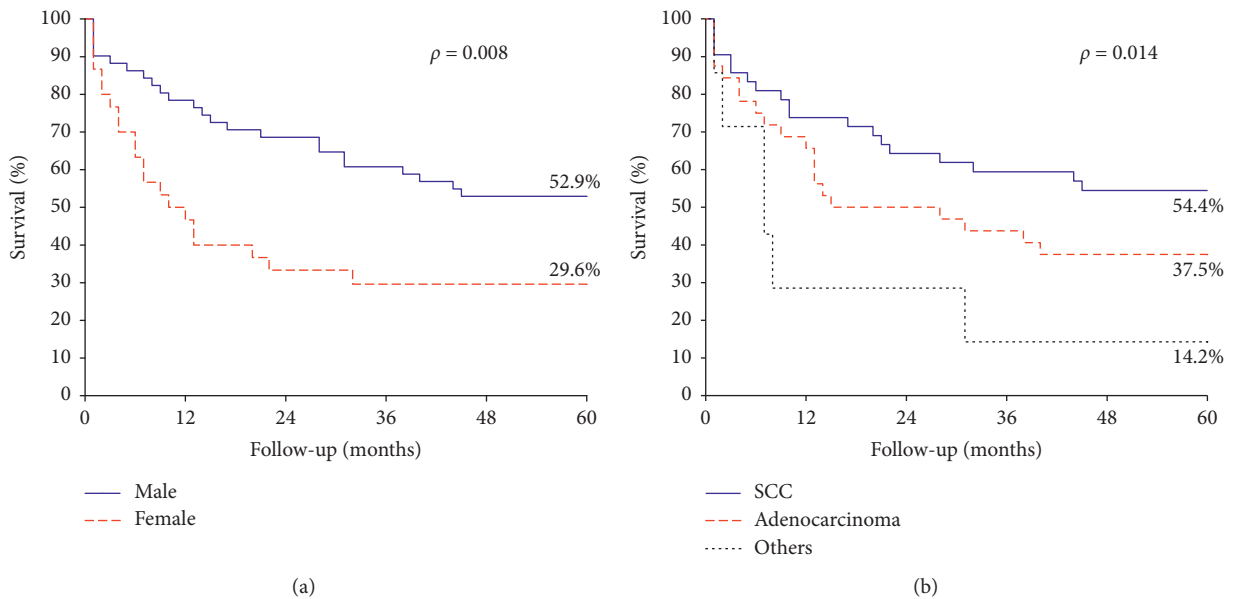 100
90
80
70
60
50
40
30
20
10
0
Survival (%)
ρ = 0.008
52.9%
29.6%
0 12 24 36 48 60
Follow-up (months)
Male
Female
(a)
100
90
80
70
60
50
40
30
20
10
0
Survival (%)
ρ = 0.014
54.4%
37.5%
14.2%
0 12 24 36 48 60
Follow-up (months)
SCC
Adenocarcinoma
Others
(b)